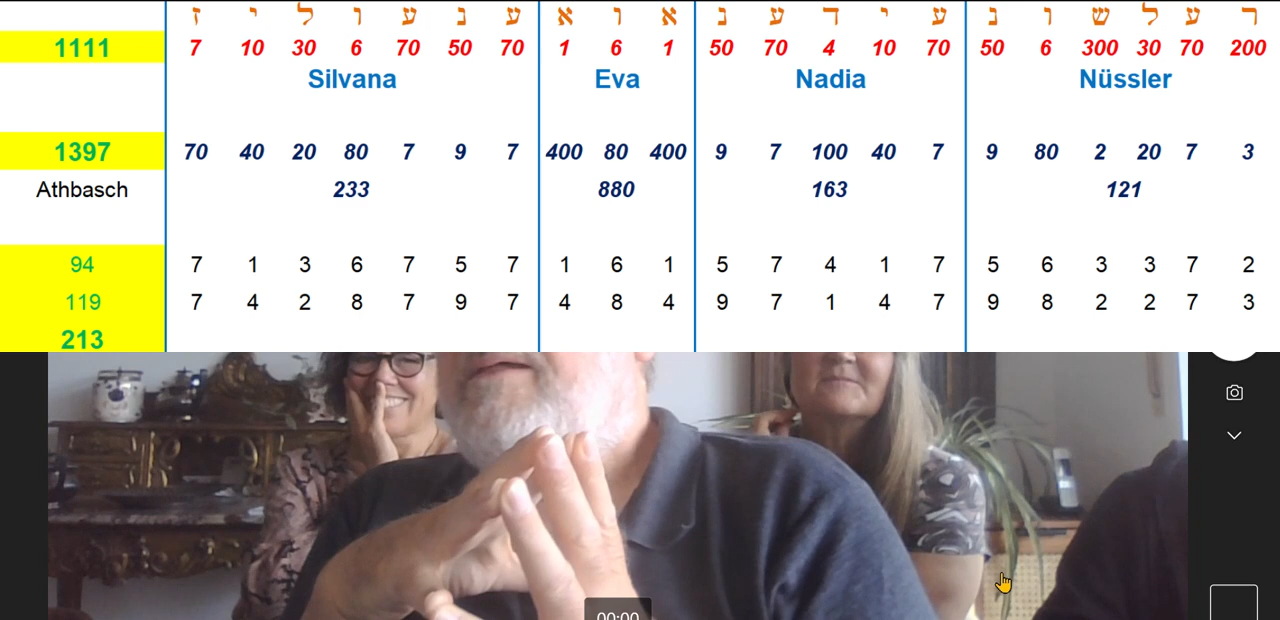 ז י ל ו ע נ ע א ו א נ ע ד י ע נ ו ש ל ע ר
1111 7 10 30 6 70 50 70 1 6 1 50 70 4 10 70 50 6 300 30 70 200
Silvana Eva Nadia Nüssler
1397 70 40 20 80 7 9 7 400 80 400 9 7 100 40 7 9 80 2 20 7 3
Athbasch 233 880 163 121
94 7 1 3 6 7 5 7 1 6 1 5 7 4 1 7 5 6 3 3 7 2
119 7 4 2 8 7 9 7 4 8 4 9 7 1 4 7 9 8 2 2 7 3
213
00:00